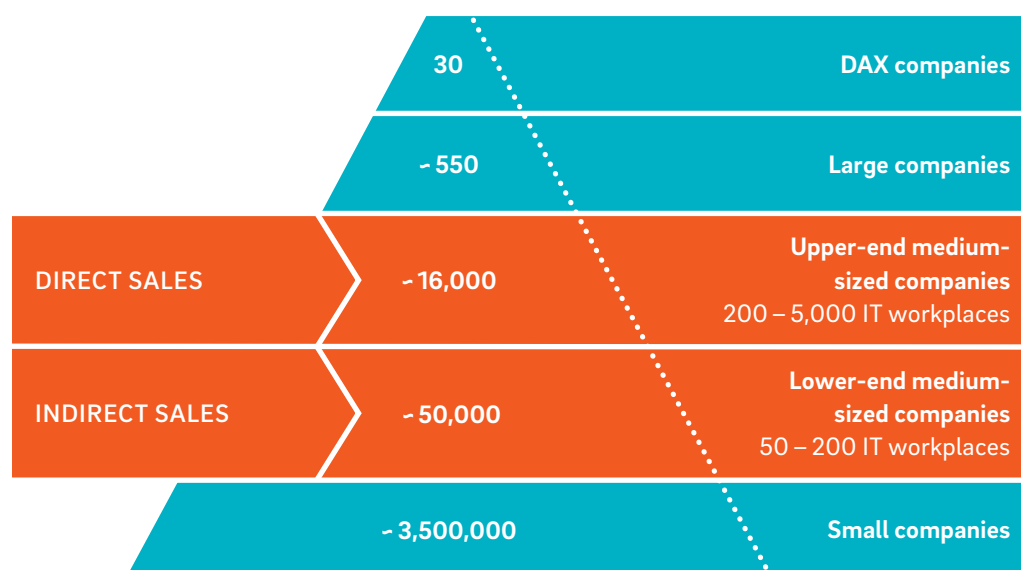 30
DAX companies
~ 550
Large companies
DIRECT SALES
~ 16,000
Upper-end medium-
sized companies
200 – 5,000 IT workplaces
INDIRECT SALES
~ 50,000
Lower-end medium-
sized companies
50 – 200 IT workplaces
~ 3,500,000
Small companies